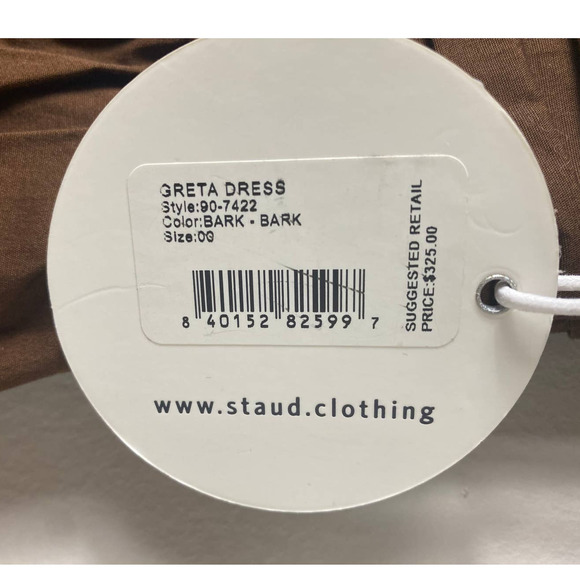 GRETA DRESS
Style:90-7422
Color:BARK - BARK
Size:00
8 40152 82599 7
SUGGESTED RETAIL
PRICE:$325.00
www.staud.clothing